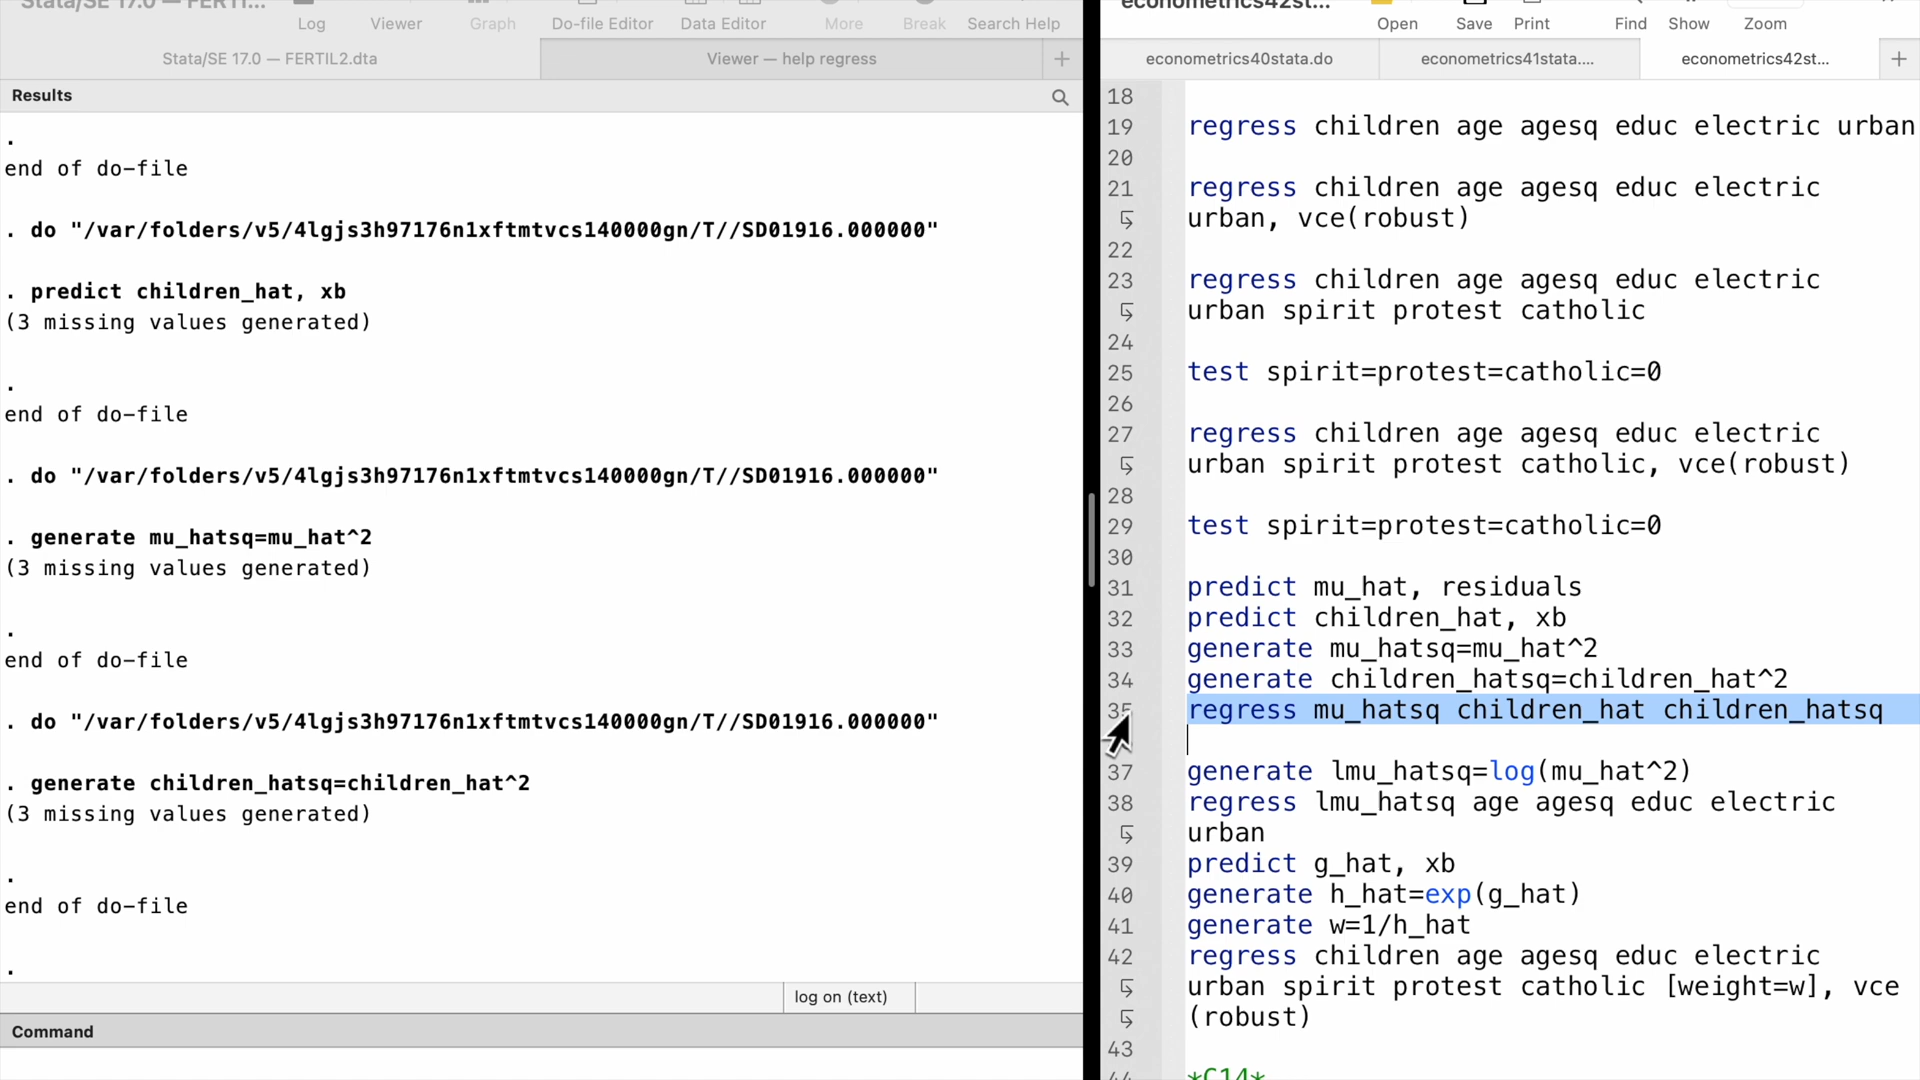 Stata/SE 17.0 — FERTI...
Log
Viewer
Graph
Do-file Editor
Data Editor
More
Break
Search Help
Stata/SE 17.0 — FERTIL2.dta
Viewer — help regress
Results
.
end of do-file
. do "/var/folders/v5/4lgjs3h97176n1xftmtvcs140000gn/T//SD01916.000000"
. predict children_hat, xb
(3 missing values generated)
.
end of do-file
. do "/var/folders/v5/4lgjs3h97176n1xftmtvcs140000gn/T//SD01916.000000"
. generate mu_hatsq=mu_hat^2
(3 missing values generated)
.
end of do-file
. do "/var/folders/v5/4lgjs3h97176n1xftmtvcs140000gn/T//SD01916.000000"
. generate children_hatsq=children_hat^2
(3 missing values generated)
.
end of do-file
.
log on (text)
Command
econometrics42st...
Open
Save
Print
Find
Show
Zoom
econometrics40stata.do
econometrics41stata....
econometrics42st...
18
19 regress children age agesq educ electric urban
20
21 regress children age agesq educ electric
urban, vce(robust)
22
23 regress children age agesq educ electric
urban spirit protest catholic
24
25 test spirit=protest=catholic=0
26
27 regress children age agesq educ electric
urban spirit protest catholic, vce(robust)
28
29 test spirit=protest=catholic=0
30
31 predict mu_hat, residuals
32 predict children_hat, xb
33 generate mu_hatsq=mu_hat^2
34 generate children_hatsq=children_hat^2
35 regress mu_hatsq children_hat children_hatsq
37 generate lmu_hatsq=log(mu_hat^2)
38 regress lmu_hatsq age agesq educ electric
urban
39 predict g_hat, xb
40 generate h_hat=exp(g_hat)
41 generate w=1/h_hat
42 regress children age agesq educ electric
urban spirit protest catholic [weight=w], vce
(robust)
43
44 *C14*